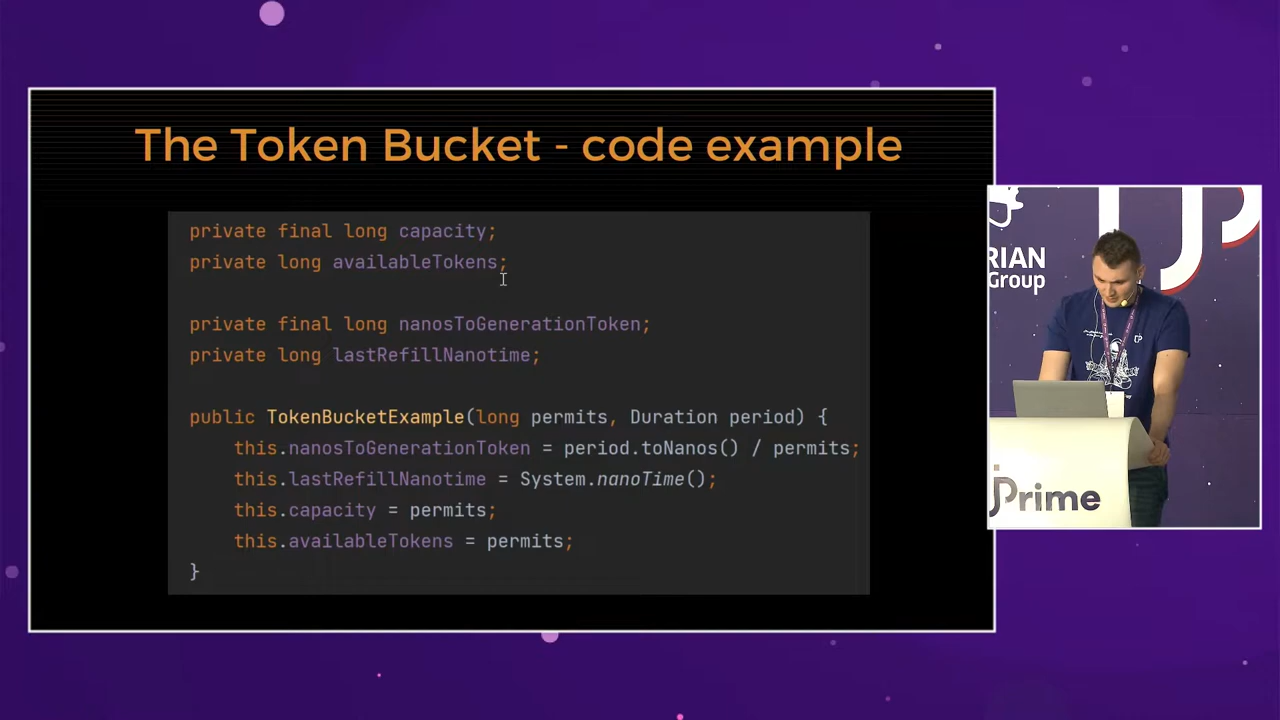 The Token Bucket - code example
private final long capacity;
private long availableTokens;
private final long nanosToGenerationToken;
private long lastRefillNanotime;
public TokenBucketExample(long permits, Duration period) {
this.nanosToGenerationToken = period.toNanos() / permits;
this.lastRefillNanotime = System.nanoTime();
this.capacity = permits;
this.availableTokens = permits;
}
RIAN
Group
jPrime